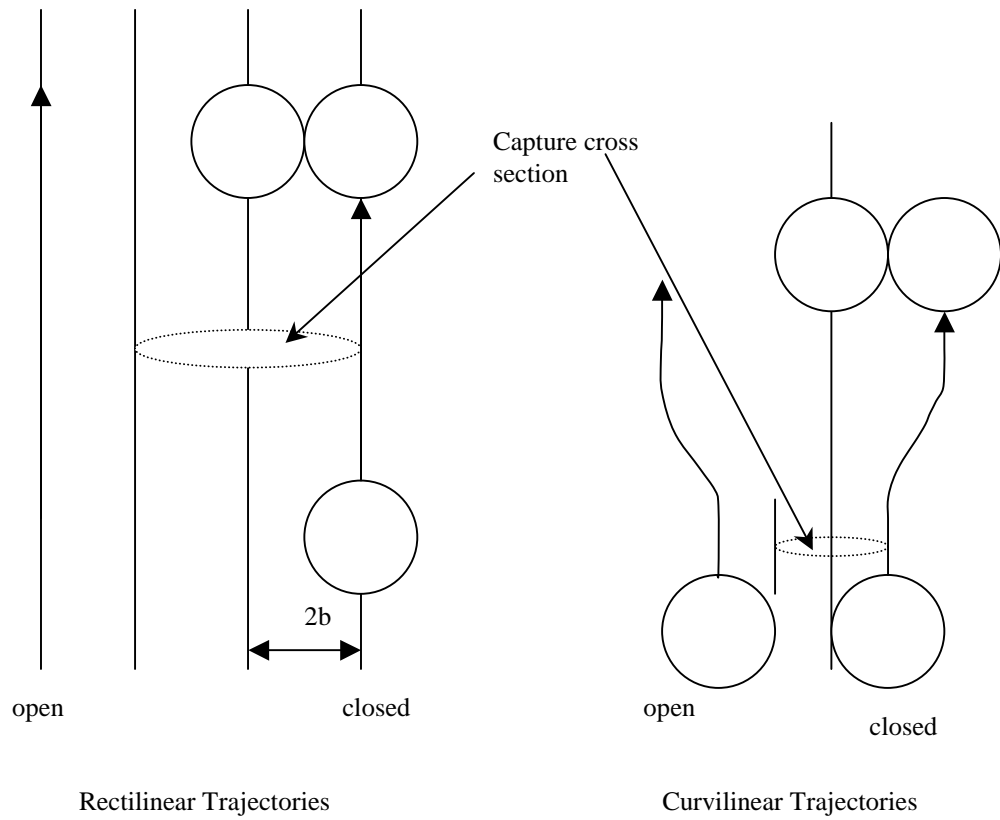 Capture cross
section
2b
open
closed
open
closed
Rectilinear Trajectories
Curvilinear Trajectories